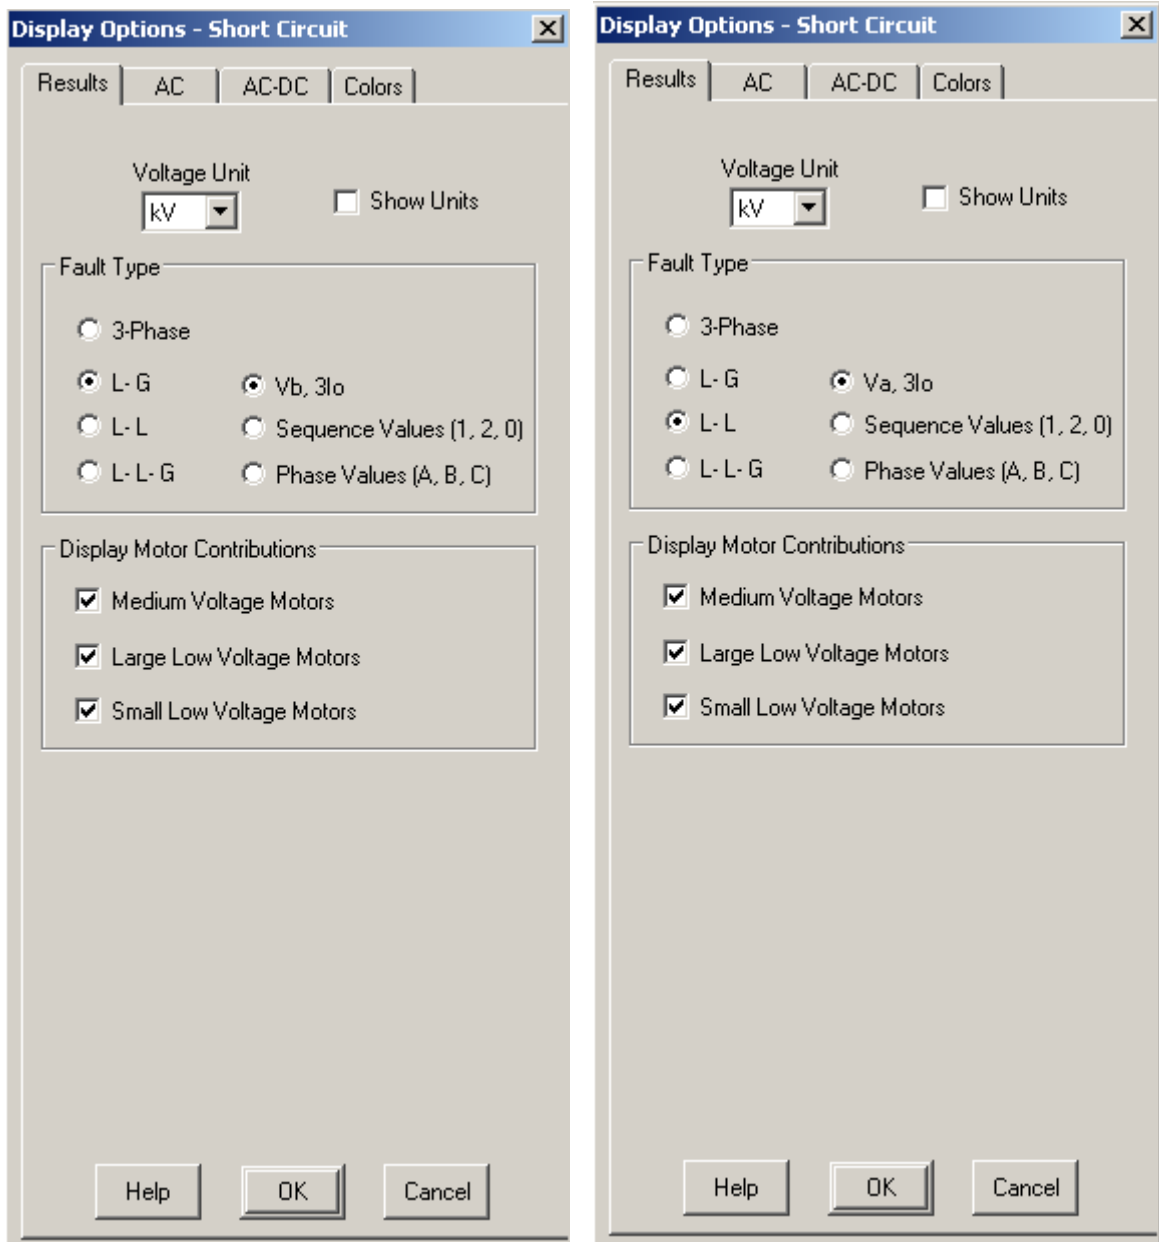 Display Options - Short Circuit
Results AC AC-DC Colors
Voltage Unit
kV Show Units
Fault Type
3-Phase
L- G Vb, 3Io
L- L Sequence Values (1, 2, 0)
L- L- G Phase Values (A, B, C)
Display Motor Contributions
Medium Voltage Motors
Large Low Voltage Motors
Small Low Voltage Motors
Help OK Cancel
Display Options - Short Circuit
Results AC AC-DC Colors
Voltage Unit
kV Show Units
Fault Type
3-Phase
L- G Va, 3Io
L- L Sequence Values (1, 2, 0)
L- L- G Phase Values (A, B, C)
Display Motor Contributions
Medium Voltage Motors
Large Low Voltage Motors
Small Low Voltage Motors
Help OK Cancel